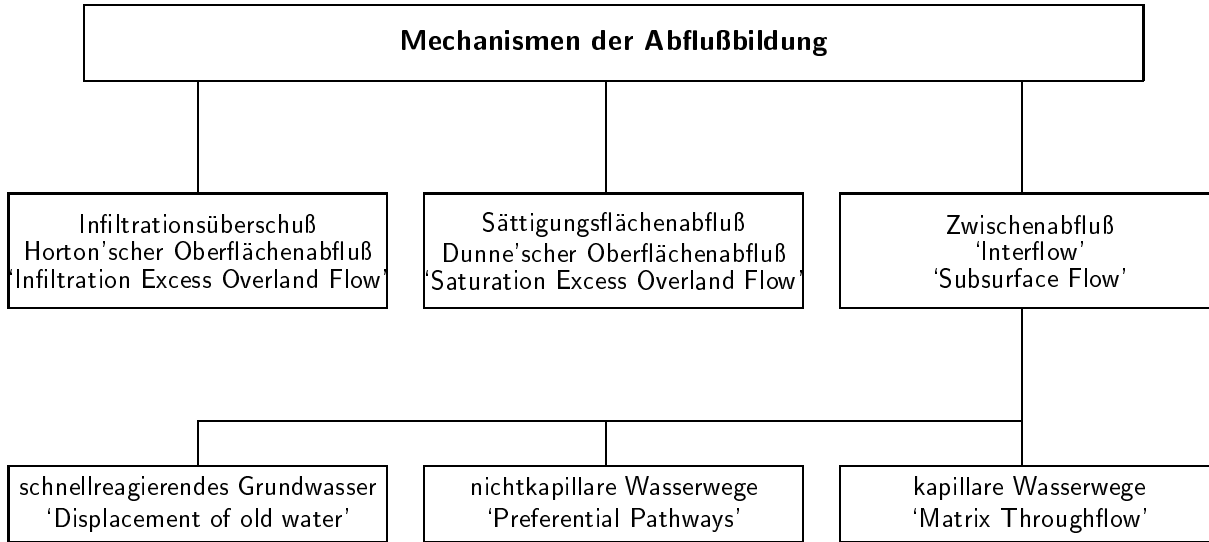 Mechanismen der Abflußbildung
Infiltrationsüberschuß
Horton'scher Oberflächenabfluß
'Infiltration Excess Overland Flow'
Sättigungsflächenabfluß
Dunne'scher Oberflächenabfluß
'Saturation Excess Overland Flow'
Zwischenabfluß
'Interflow'
'Subsurface Flow'
schnellreagierendes Grundwasser
'Displacement of old water'
nichtkapillare Wasserwege
'Preferential Pathways'
kapillare Wasserwege
'Matrix Throughflow'